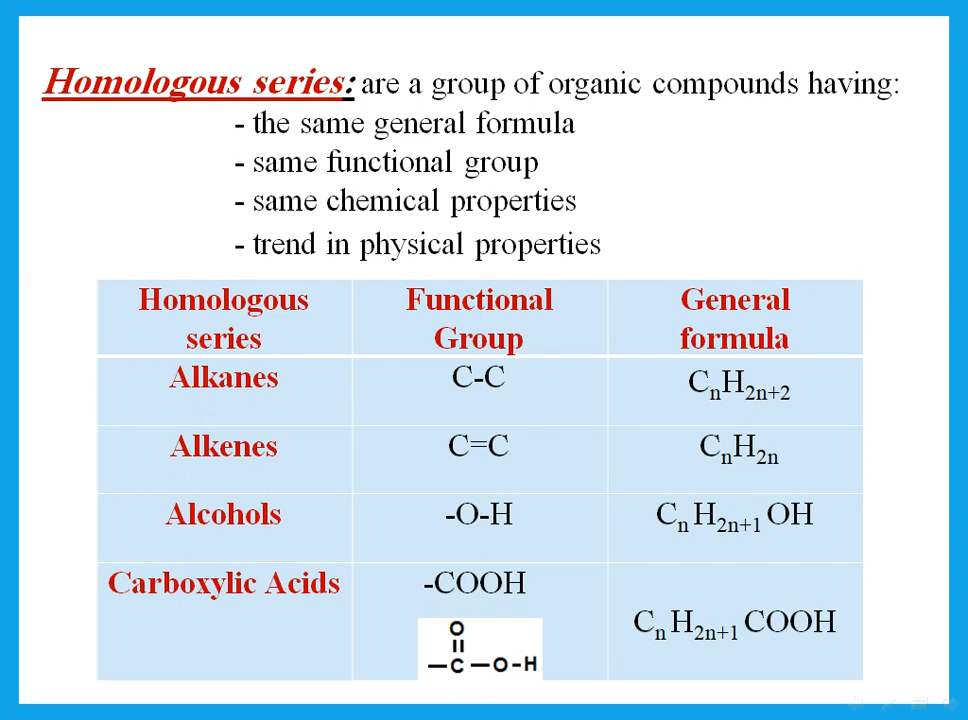 Homologous series: are a group of organic compounds having:
- the same general formula
- same functional group
- same chemical properties
- trend in physical properties
Homologous series | Functional Group | General formula
Alkanes | C-C | CₙH₂ₙ₊₂
Alkenes | C=C | CₙH₂ₙ
Alcohols | -O-H | Cₙ H₂ₙ₊₁ OH
Carboxylic Acids | -COOH | Cₙ H₂ₙ₊₁ COOH
O
||
—C—O-H